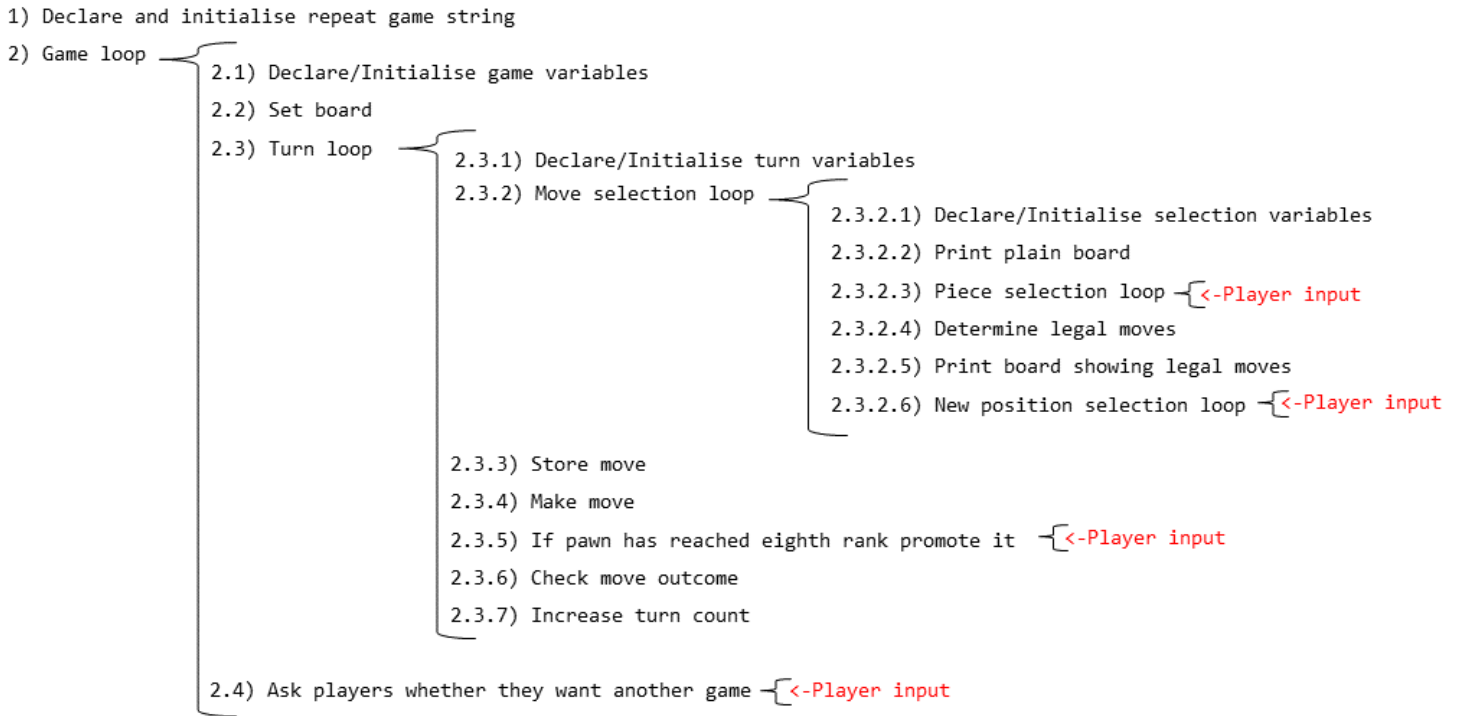 1) Declare and initialise repeat game string
2) Game loop
2.1) Declare/Initialise game variables
2.2) Set board
2.3) Turn loop
2.3.1) Declare/Initialise turn variables
2.3.2) Move selection loop
2.3.2.1) Declare/Initialise selection variables
2.3.2.2) Print plain board
2.3.2.3) Piece selection loop <-Player input
2.3.2.4) Determine legal moves
2.3.2.5) Print board showing legal moves
2.3.2.6) New position selection loop <-Player input
2.3.3) Store move
2.3.4) Make move
2.3.5) If pawn has reached eighth rank promote it <-Player input
2.3.6) Check move outcome
2.3.7) Increase turn count
2.4) Ask players whether they want another game <-Player input